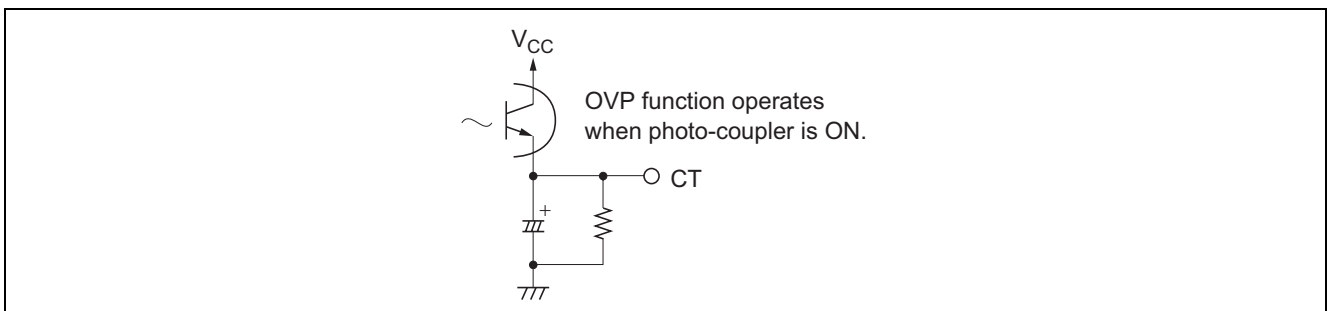 VCC
OVP function operates
when photo-coupler is ON.
CT
+